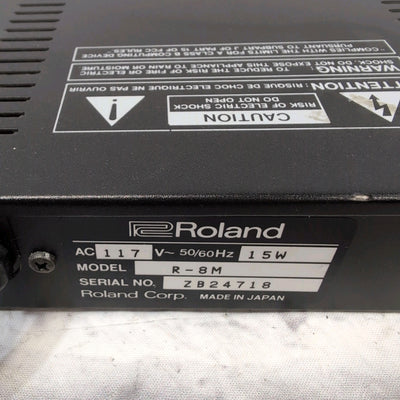 CAUTION
RISK OF ELECTRIC SHOCK
DO NOT OPEN
ATTENTION : RISQUE DE CHOC ELECTRIQUE NE PAS OUVRIR
WARNING: TO REDUCE THE RISK OF FIRE OR ELECTRIC
SHOCK, DO NOT EXPOSE THIS APPLIANCE TO RAIN OR MOISTURE.
"COMPLIES WITH THE LIMITS FOR A CLASS B COMPUTING DEVICE
PURSUANT TO SUBPART J OF PART 15 OF FCC RULES
Roland
AC 117 V~ 50/60Hz 15W
MODEL R-8M
SERIAL NO. ZB24718
Roland Corp. MADE IN JAPAN